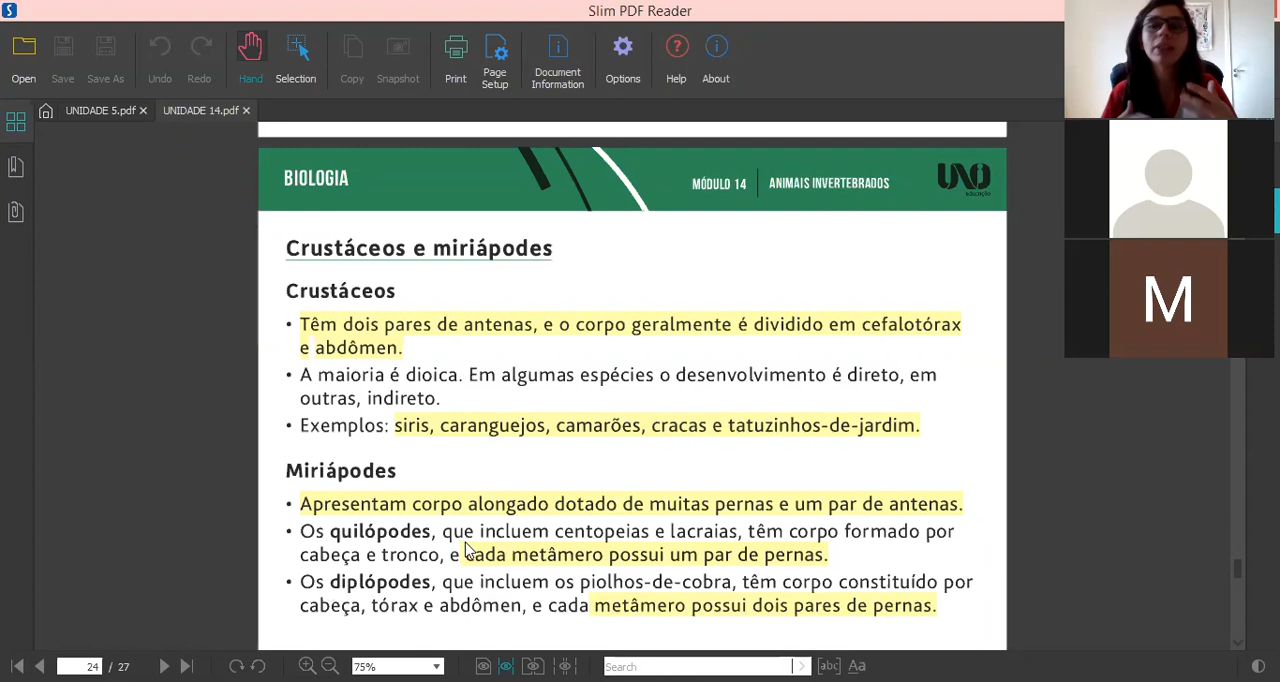 Slim PDF Reader
Open Save Save As Undo Redo Hand Selection Copy Snapshot Print Page Setup Document Information Options Help About
UNIDADE 5.pdf UNIDADE 14.pdf
BIOLOGIA MÓDULO 14 ANIMAIS INVERTEBRADOS UNO educação
Crustáceos e miriápodes
Crustáceos
• Têm dois pares de antenas, e o corpo geralmente é dividido em cefalotórax
e abdômen.
• A maioria é dioica. Em algumas espécies o desenvolvimento é direto, em
outras, indireto.
• Exemplos: siris, caranguejos, camarões, cracas e tatuzinhos-de-jardim.
Miriápodes
• Apresentam corpo alongado dotado de muitas pernas e um par de antenas.
• Os quilópodes, que incluem centopeias e lacraias, têm corpo formado por
cabeça e tronco, e cada metâmero possui um par de pernas.
• Os diplópodes, que incluem os piolhos-de-cobra, têm corpo constituído por
cabeça, tórax e abdômen, e cada metâmero possui dois pares de pernas.
M
24 / 27 75% Search [abc] Aa